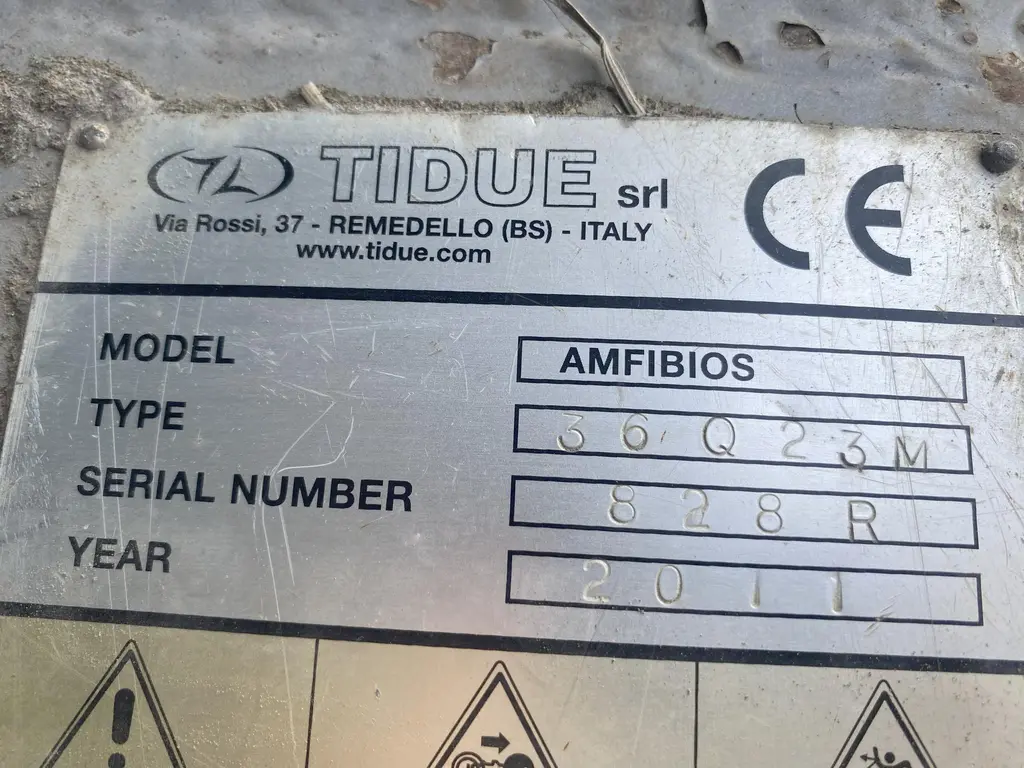 TIDUE srl
Via Rossi, 37 - REMEDELLO (BS) - ITALY
www.tidue.com
CE
MODEL AMFIBIOS
TYPE 36Q23M
SERIAL NUMBER 828R
YEAR 2011